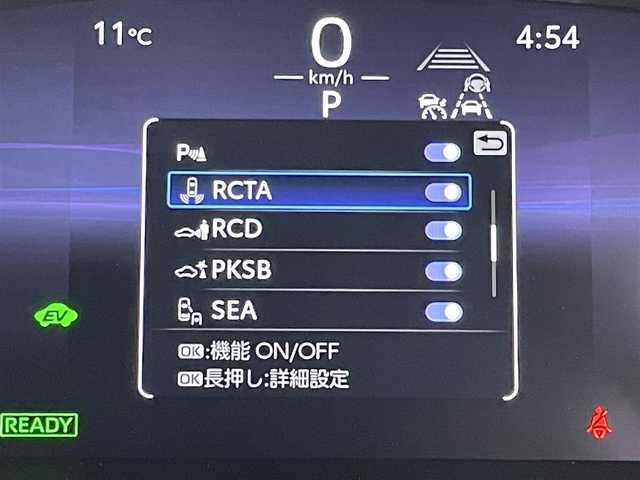 11℃
0
km/h
P
4:54
P
RCTA
RCD
PKSB
SEA
OK:機能 ON/OFF
OK長押し:詳細設定
EV
READY